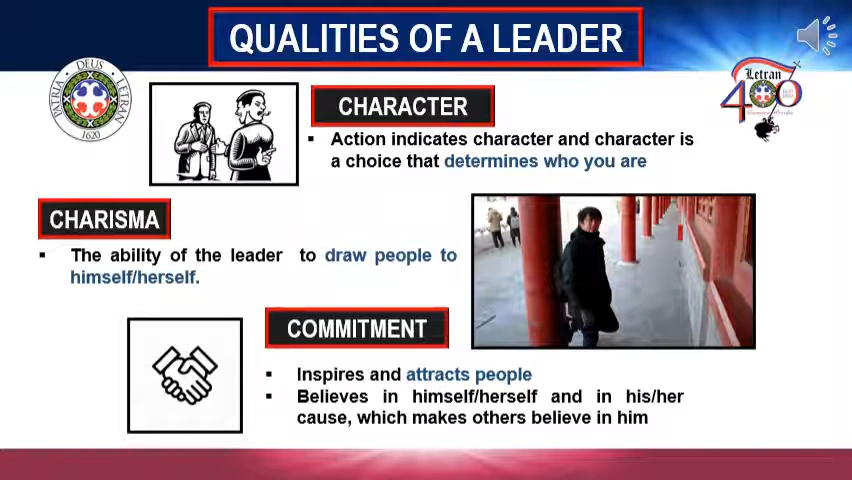 QUALITIES OF A LEADER
DEUS
PATRIA
LETRAN
1620
Letran
400
CHARACTER
▪ Action indicates character and character is
a choice that determines who you are
CHARISMA
▪ The ability of the leader to draw people to
himself/herself.
COMMITMENT
▪ Inspires and attracts people
▪ Believes in himself/herself and in his/her
cause, which makes others believe in him